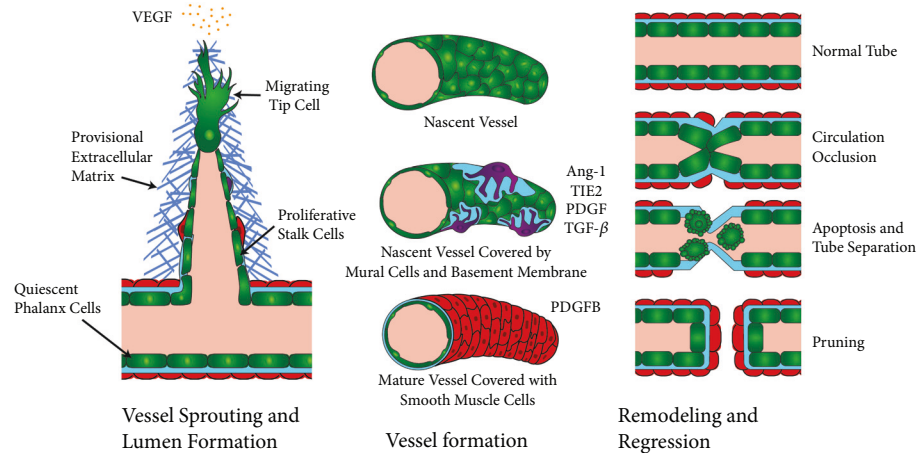 VEGF
Migrating
Tip Cell
Provisional
Extracellular
Matrix
Proliferative
Stalk Cells
Quiescent
Phalanx Cells
Vessel Sprouting and
Lumen Formation
Nascent Vessel
Ang-1
TIE2
PDGF
TGF-β
Nascent Vessel Covered by
Mural Cells and Basement Membrane
PDGFB
Mature Vessel Covered with
Smooth Muscle Cells
Vessel formation
Normal Tube
Circulation
Occlusion
Apoptosis and
Tube Separation
Pruning
Remodeling and
Regression